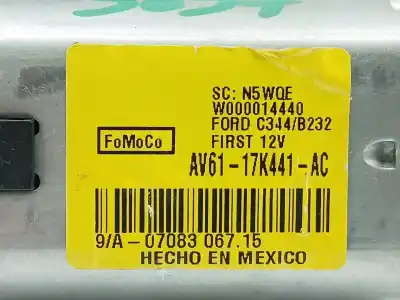 SC: N5WQE
W000014440
FORD C344/B232
FoMoCo
FIRST 12V
AV61-17K441-AC
9/A-07083 067.15
HECHO EN MEXICO